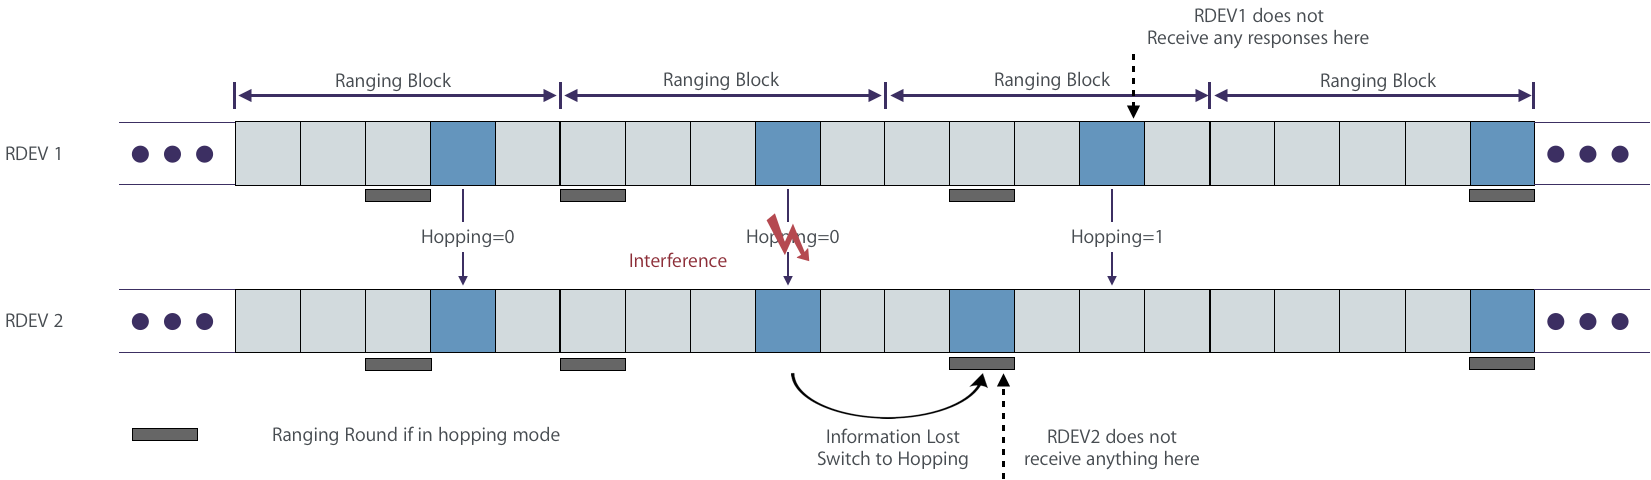 RDEV1 does not
Receive any responses here
Ranging Block
Ranging Block
Ranging Block
Ranging Block
RDEV 1
Hopping=0
Hopping=0
Hopping=1
Interference
RDEV 2
Ranging Round if in hopping mode
Information Lost
Switch to Hopping
RDEV2 does not
receive anything here